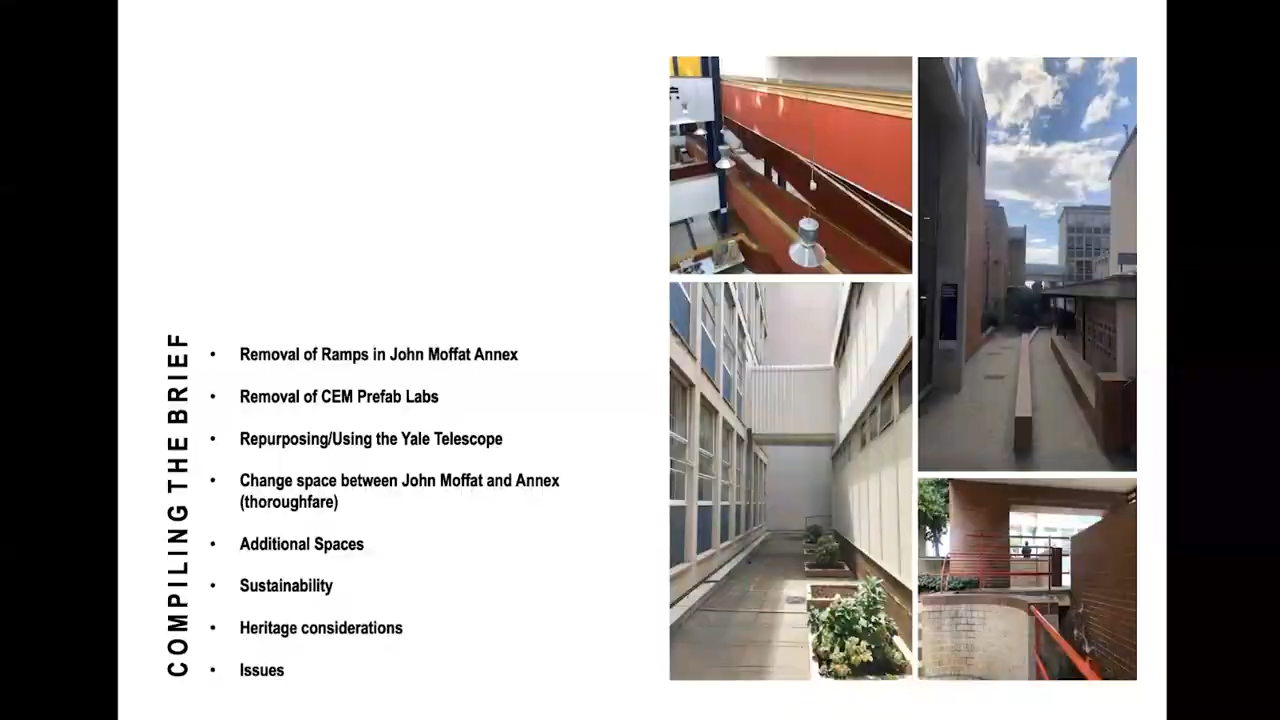 COMPILING THE BRIEF
• Removal of Ramps in John Moffat Annex
• Removal of CEM Prefab Labs
• Repurposing/Using the Yale Telescope
• Change space between John Moffat and Annex
(thoroughfare)
• Additional Spaces
• Sustainability
• Heritage considerations
• Issues